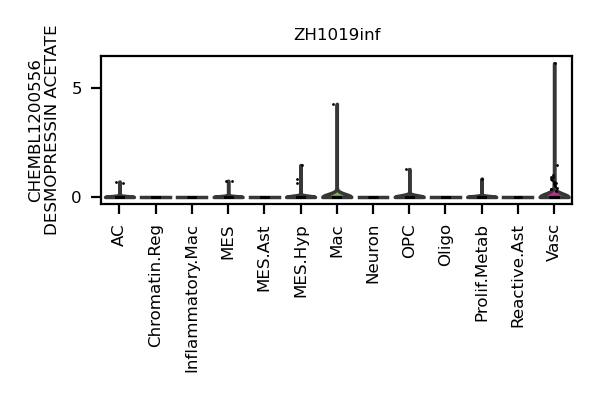 ZH1019inf
CHEMBL1200556
DESMOPRESSIN ACETATE
5
0
AC
Chromatin.Reg
Inflammatory.Mac
MES
MES.Ast
MES.Hyp
Mac
Neuron
OPC
Oligo
Prolif.Metab
Reactive.Ast
Vasc